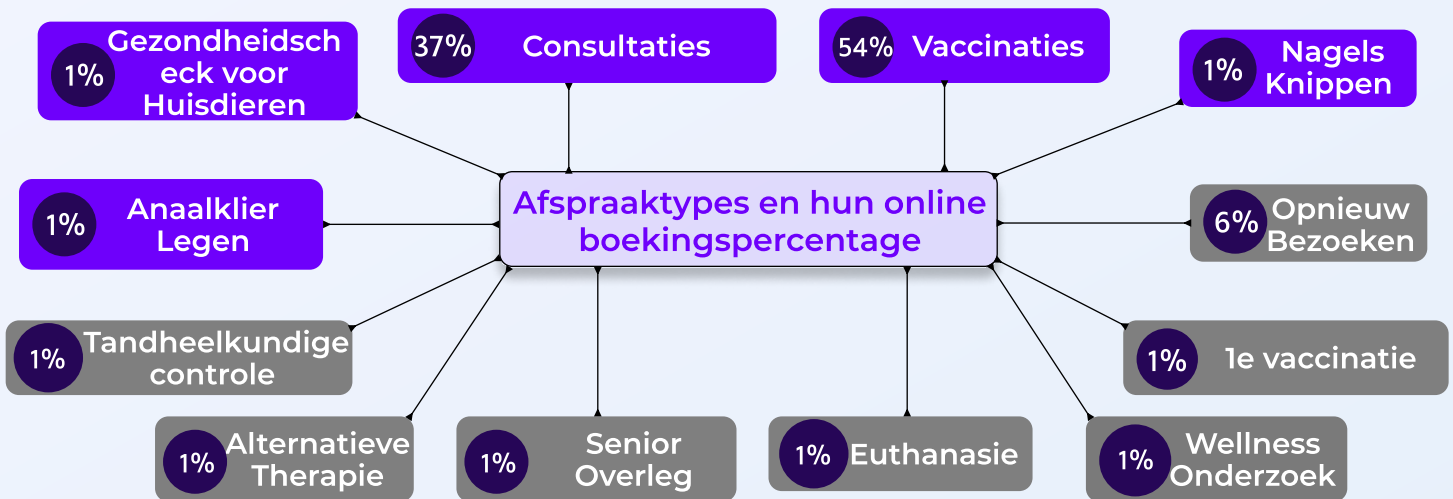 1%
Gezondheidsch
eck voor
Huisdieren
37%
Consultaties
54%
Vaccinaties
1%
Nagels
Knippen
1%
Anaalklier
Legen
Afspraaktypes en hun online
boekingspercentage
6%
Opnieuw
Bezoeken
1%
Tandheelkundige
controle
1%
1e vaccinatie
1%
Alternatieve
Therapie
1%
Senior
Overleg
1%
Euthanasie
1%
Wellness
Onderzoek